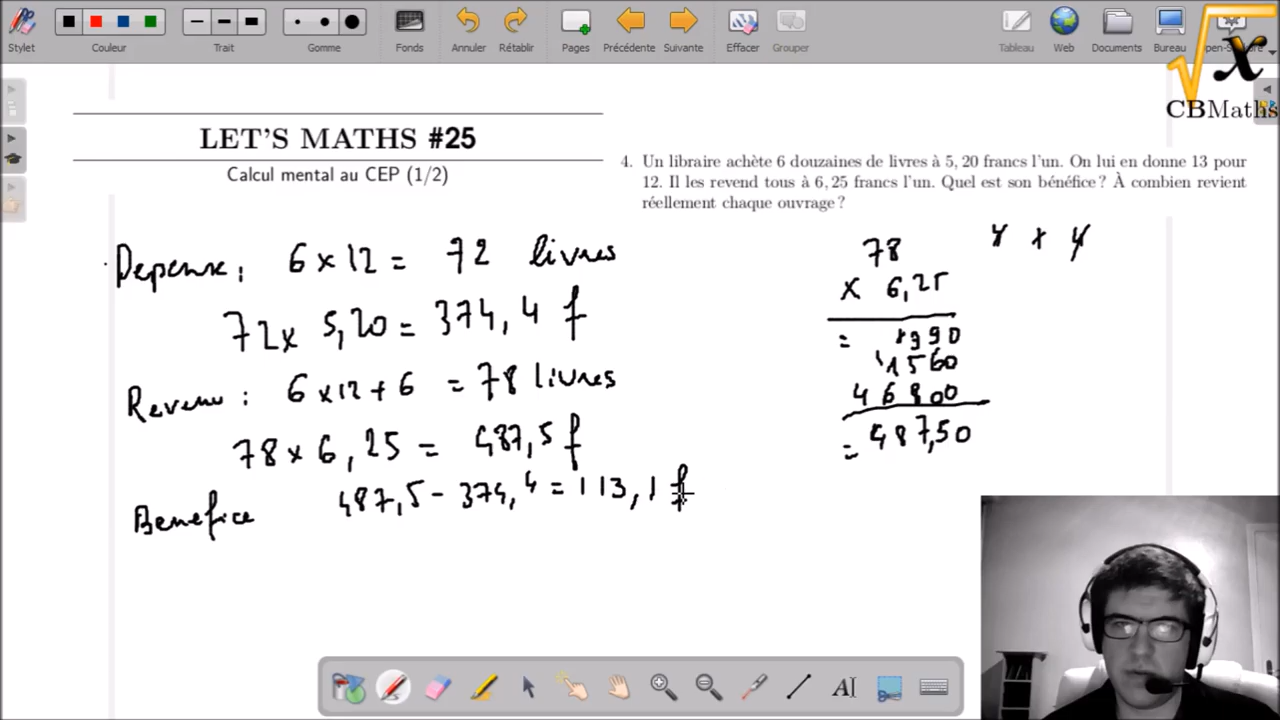 Stylet Couleur Trait Gomme Fonds Annuler Rétablir Pages Précédente Suivante Effacer Grouper Tableau Web Documents Bureau
√x
CBMaths
LET'S MATHS #25
Calcul mental au CEP (1/2)
4. Un libraire achète 6 douzaines de livres à 5, 20 francs l'un. On lui en donne 13 pour
12. Il les revend tous à 6, 25 francs l'un. Quel est son bénéfice ? À combien revient
réellement chaque ouvrage ?
Depense : 6 x 12 = 72 livres
72 x 5,20 = 374,4 f
Revenu : 6 x 12 + 6 = 78 livres
78 x 6,25 = 487,5 f
Benefice 487,5 - 374,4 = 113,1 f
78
x 6,25
=
1560
46800
= 487,50